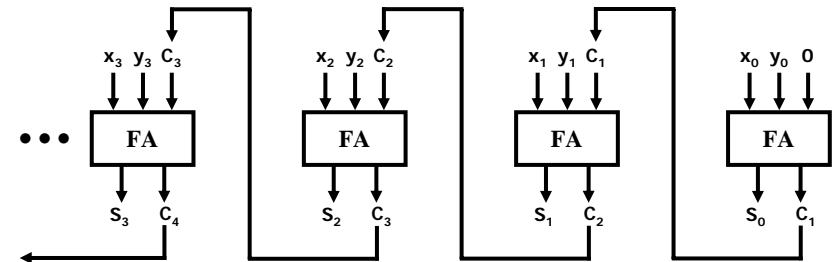 x₃ y₃ C₃ x₂ y₂ C₂ x₁ y₁ C₁ x₀ y₀ 0
FA FA FA FA
S₃ C₄ S₂ C₃ S₁ C₂ S₀ C₁